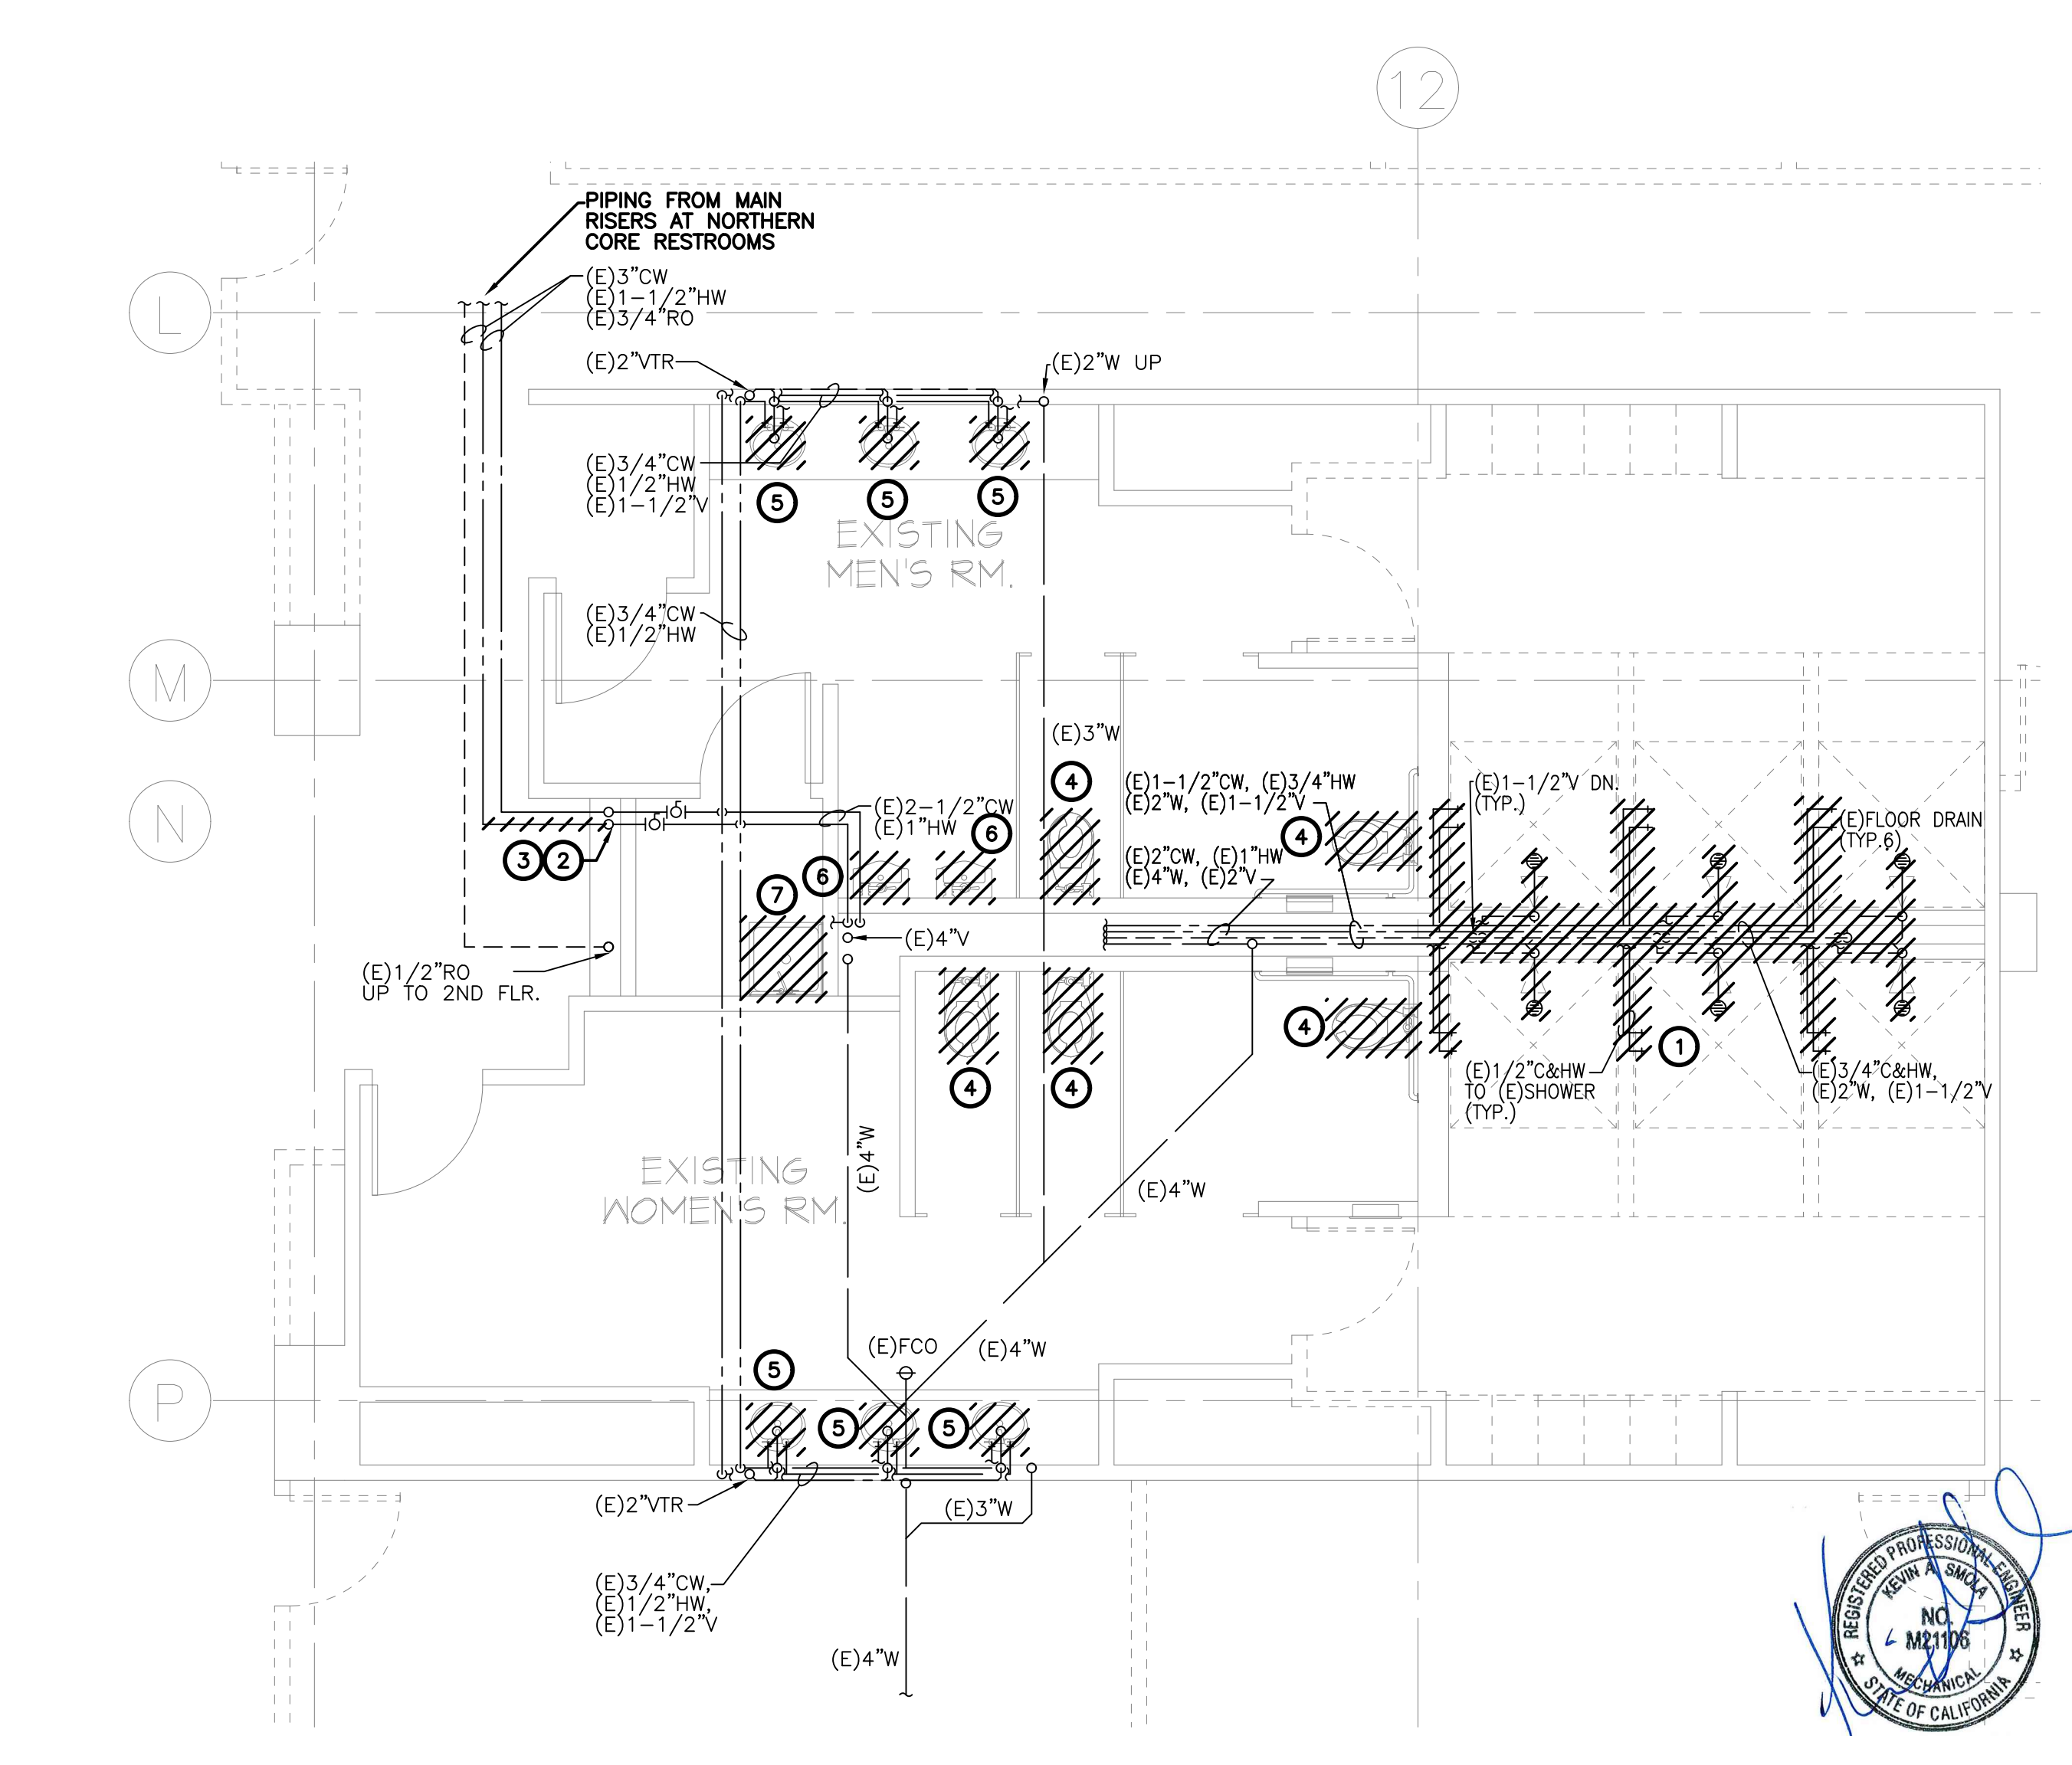 12
PIPING FROM MAIN
RISERS AT NORTHERN
CORE RESTROOMS
(E)3"CW
(E)1-1/2"HW
(E)3/4"RO
L
(E)2"VTR
(E)2"W UP
(E)3/4"CW
(E)1/2"HW
(E)1-1/2"V
5
5
5
EXISTING
MEN'S RM.
(E)3/4"CW
(E)1/2"HW
M
(E)3"W
4
(E)1-1/2"CW, (E)3/4"HW
(E)2"W, (E)1-1/2"V
(E)1-1/2"V DN.
(TYP.)
N
(E)2-1/2"CW
(E)1"HW
6
4
(E)FLOOR DRAIN
(TYP.6)
3
2
6
7
(E)2"CW, (E)1"HW
(E)4"W, (E)2"V
(E)4"V
(E)1/2"RO
UP TO 2ND FLR.
4
1
4
4
(E)1/2"C&HW
TO (E)SHOWER
(TYP.)
(E)3/4"C&HW,
(E)2"W, (E)1-1/2"V
(E)4"W
EXISTING
WOMEN'S RM.
(E)4"W
(E)FCO
(E)4"W
5
P
5
5
(E)2"VTR
(E)3"W
(E)3/4"CW,
(E)1/2"HW,
(E)1-1/2"V
(E)4"W
REGISTERED PROFESSIONAL ENGINEER
KEVIN A. SMOLA
NO.
M21106
MECHANICAL
STATE OF CALIFORNIA